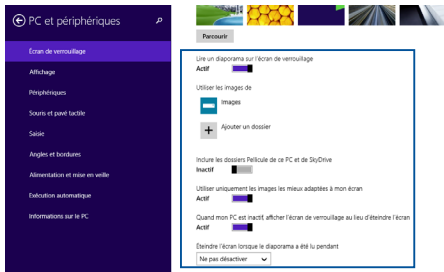 PC et périphériques
Écran de verrouillage
Affichage
Périphériques
Souris et pavé tactile
Saisie
Angles et bordures
Alimentation et mise en veille
Exécution automatique
Informations sur le PC
Parcourir
Lire un diaporama sur l'écran de verrouillage
Actif
Utiliser les images de
Images
Ajouter un dossier
Inclure les dossiers Pellicule de ce PC et de SkyDrive
Inactif
Utiliser uniquement les images les mieux adaptées à mon écran
Actif
Quand mon PC est inactif, afficher l'écran de verrouillage au lieu d'éteindre l'écran
Actif
Éteindre l'écran lorsque le diaporama a été lu pendant
Ne pas désactiver